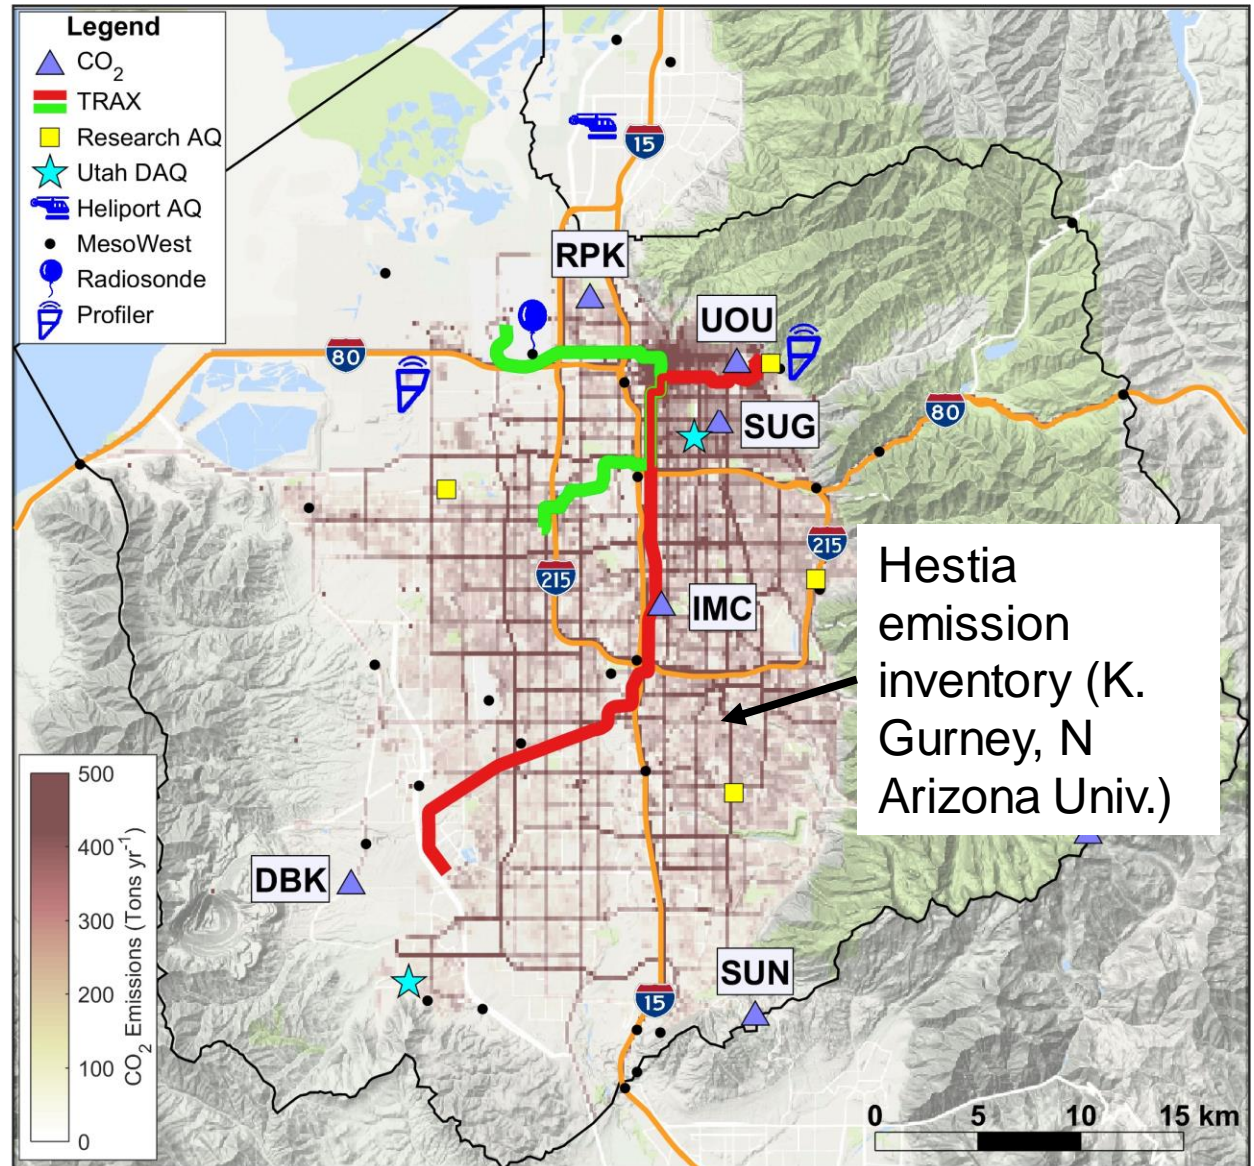 Legend
CO2
TRAX
Research AQ
Utah DAQ
Heliport AQ
MesoWest
Radiosonde
Profiler
15
RPK
UOU
80
80
SUG
215
215
IMC
Hestia
emission
inventory (K.
Gurney, N
Arizona Univ.)
DBK
SUN
15
500
400
300
200
100
0
CO2 Emissions (Tons yr-1)
0 5 10 15 km